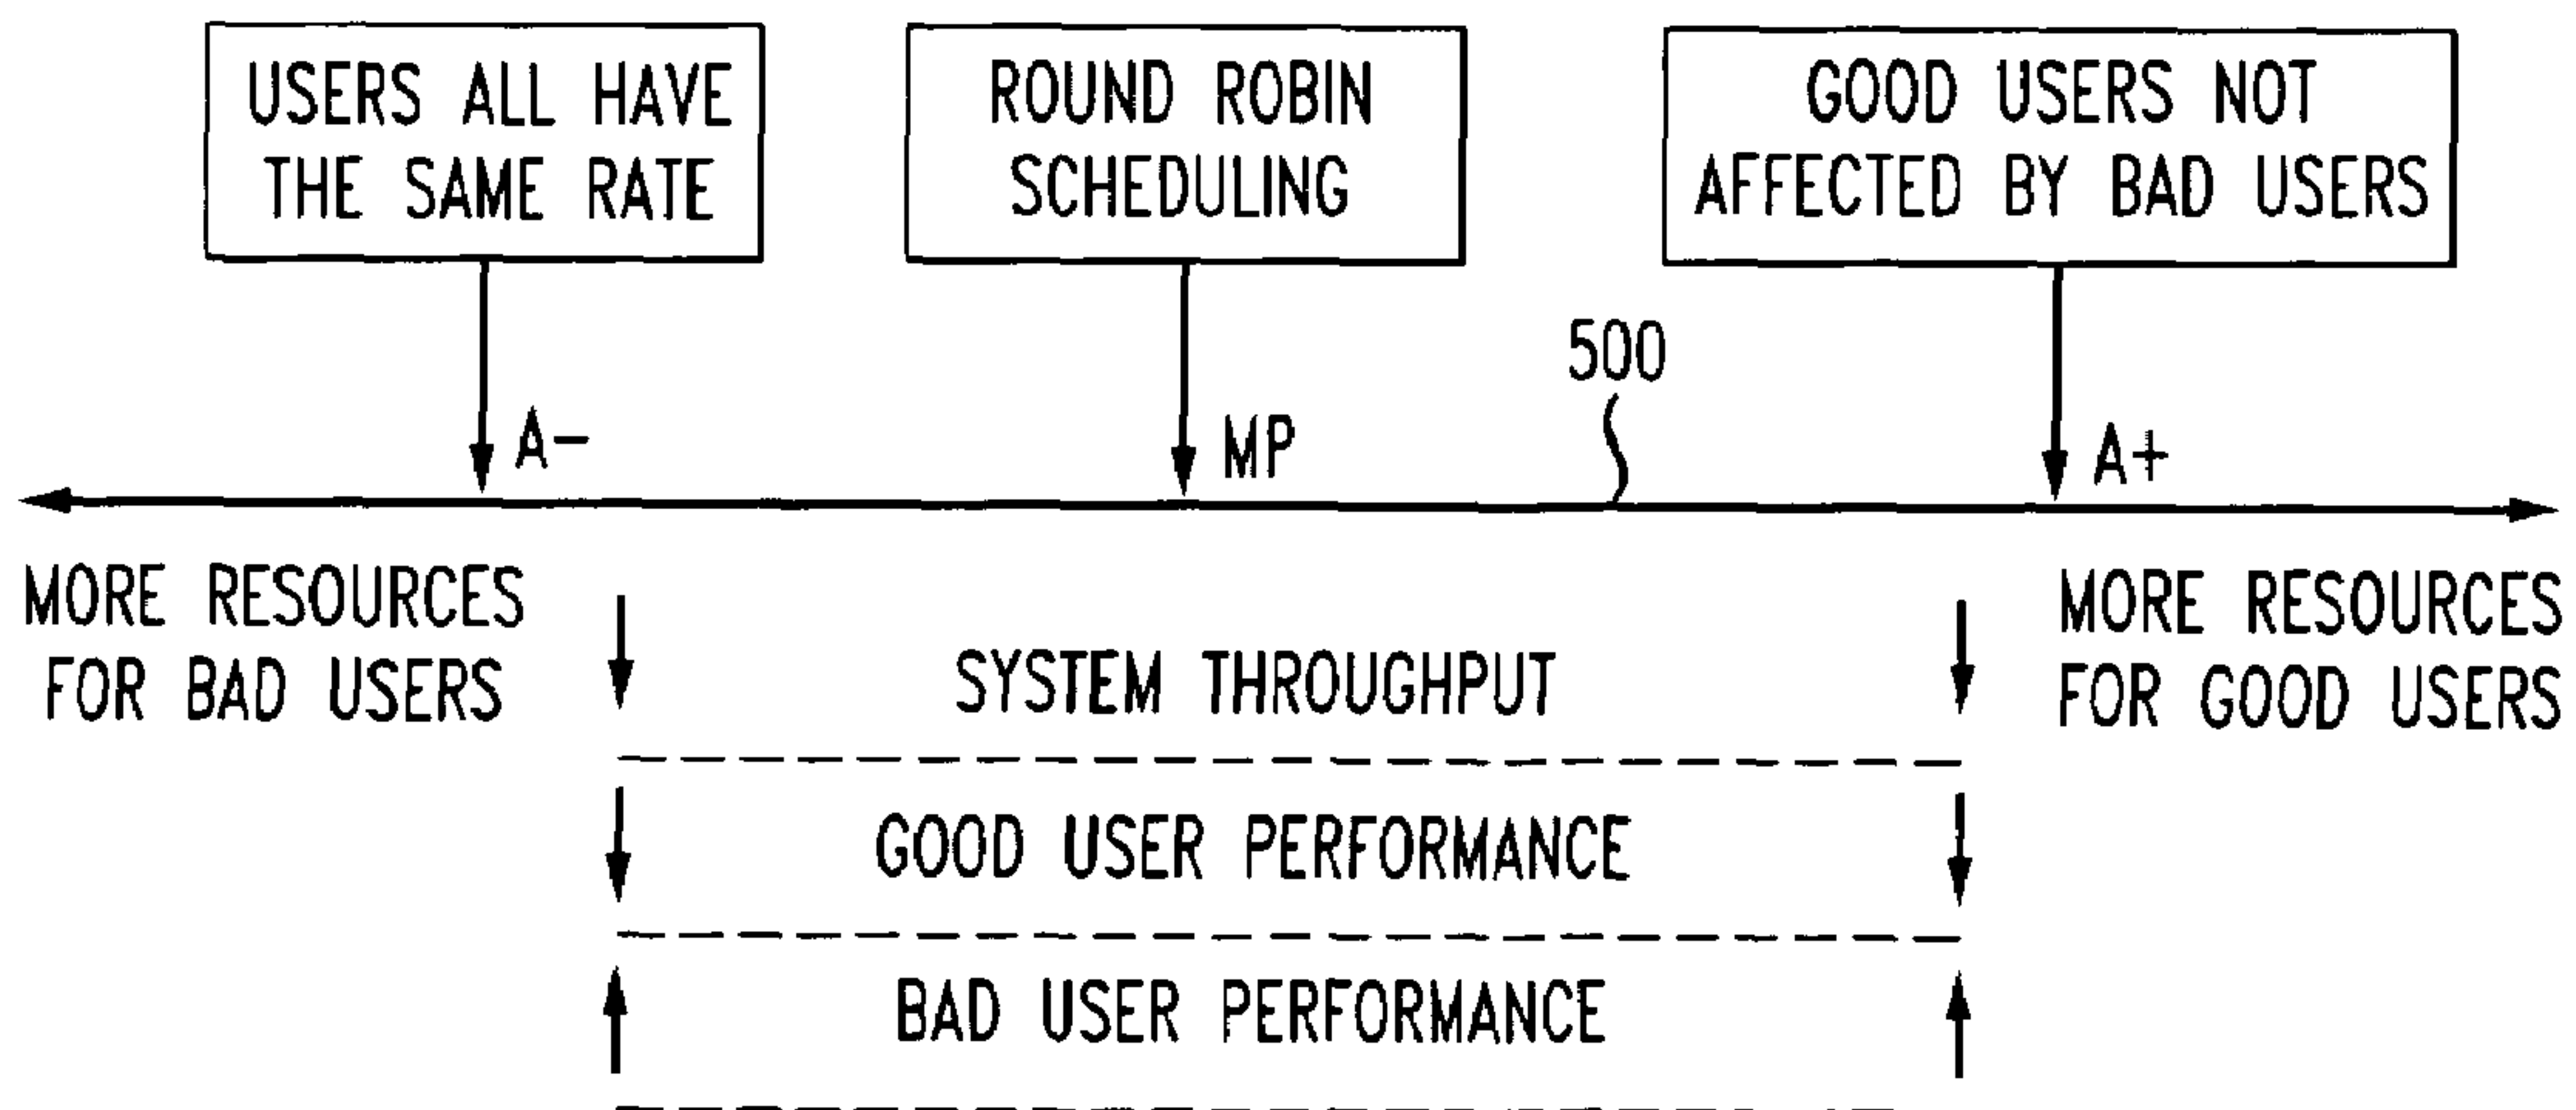 USERS ALL HAVE
THE SAME RATE
ROUND ROBIN
SCHEDULING
GOOD USERS NOT
AFFECTED BY BAD USERS
500
A-
MP
A+
MORE RESOURCES
FOR BAD USERS
SYSTEM THROUGHPUT
MORE RESOURCES
FOR GOOD USERS
GOOD USER PERFORMANCE
BAD USER PERFORMANCE